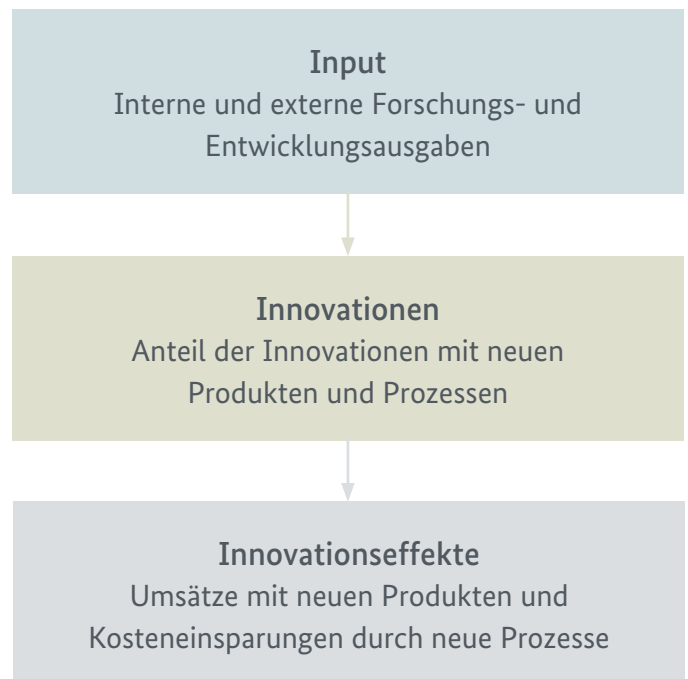 Input
Interne und externe Forschungs- und
Entwicklungsausgaben
Innovationen
Anteil der Innovationen mit neuen
Produkten und Prozessen
Innovationseffekte
Umsätze mit neuen Produkten und
Kosteneinsparungen durch neue Prozesse